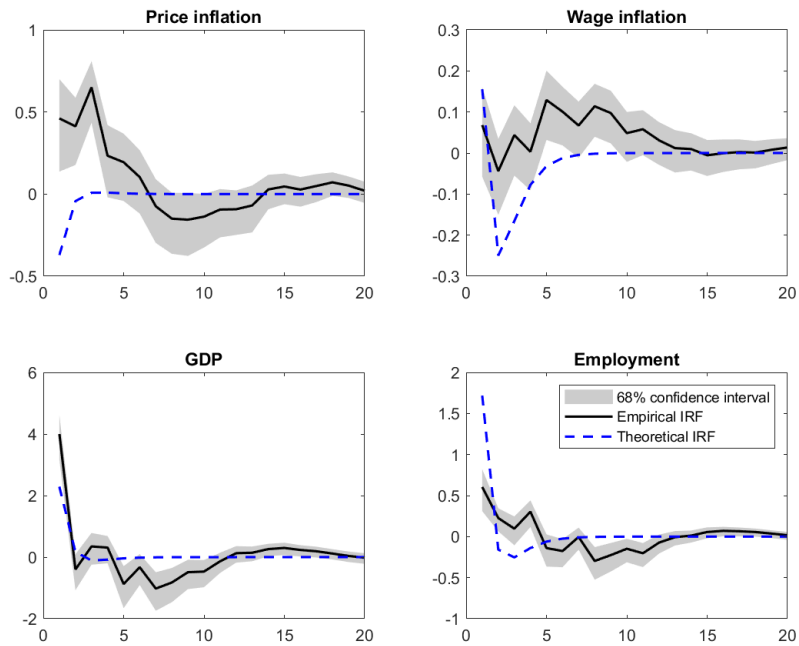 Price inflation
1
0.5
0
-0.5
0 5 10 15 20
Wage inflation
0.3
0.2
0.1
0
-0.1
-0.2
-0.3
0 5 10 15 20
GDP
6
4
2
0
-2
0 5 10 15 20
Employment
2
1.5
1
0.5
0
-0.5
-1
0 5 10 15 20
68% confidence interval
Empirical IRF
Theoretical IRF